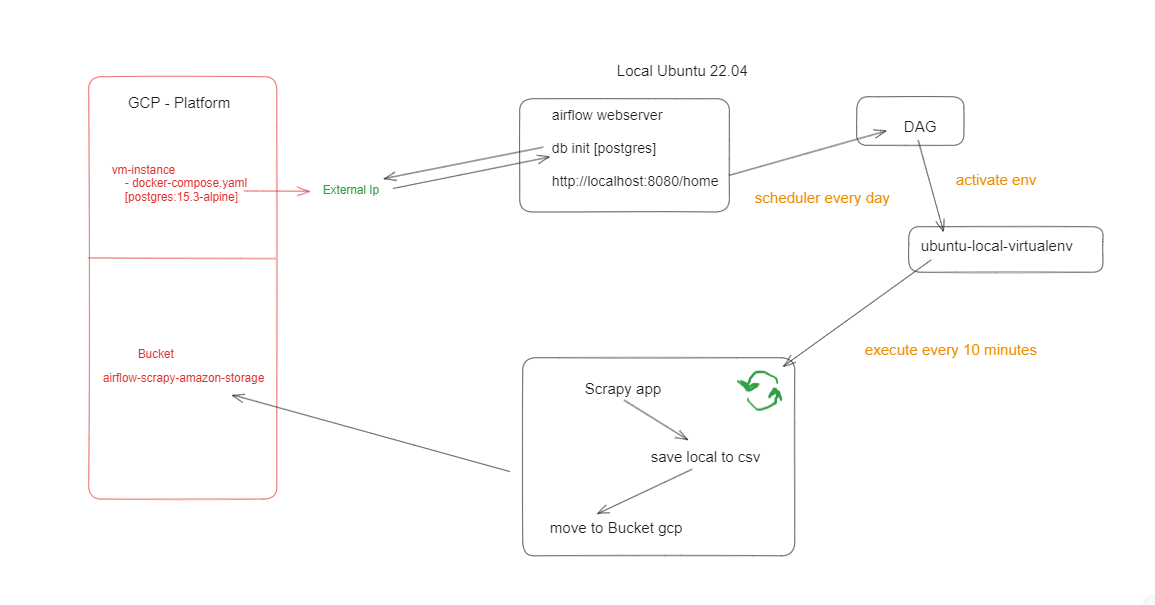 Local Ubuntu 22.04
GCP - Platform
vm-instance
- docker-compose.yaml
[postgres:15.3-alpine]
External Ip
airflow webserver
db init [postgres]
http://localhost:8080/home
scheduler every day
DAG
activate env
ubuntu-local-virtualenv
execute every 10 minutes
Bucket
airflow-scrapy-amazon-storage
Scrapy app
save local to csv
move to Bucket gcp